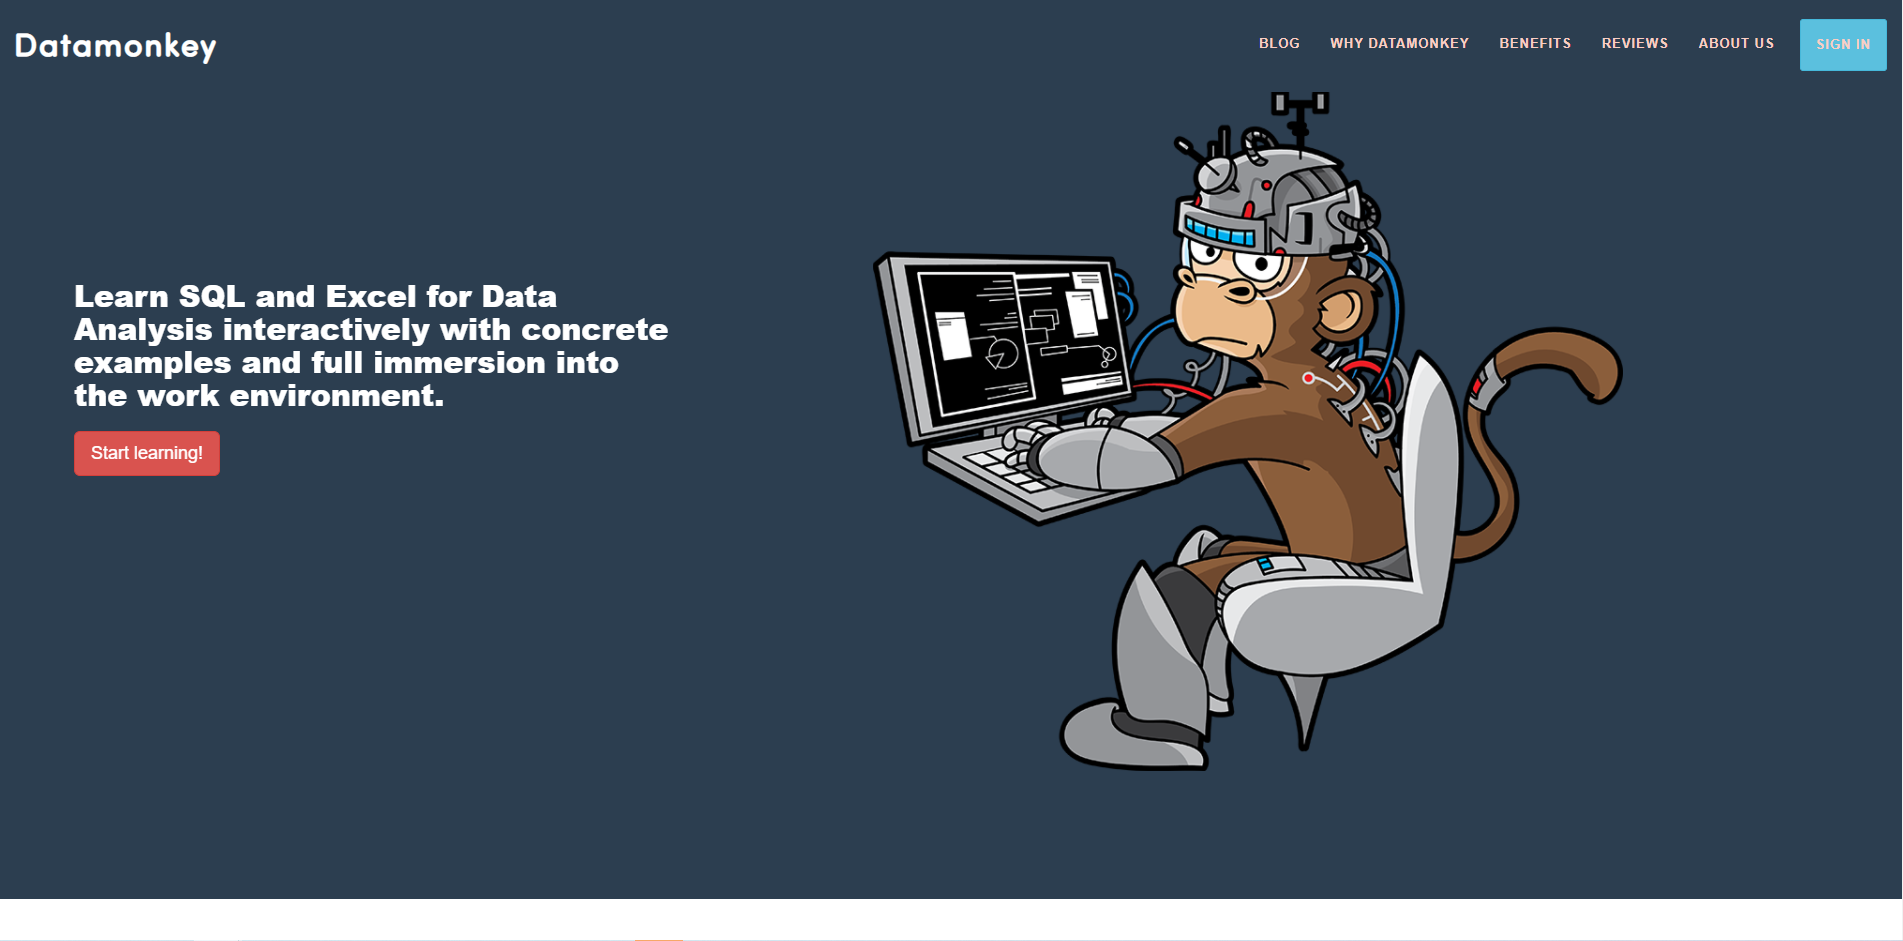 Datamonkey
BLOG WHY DATAMONKEY BENEFITS REVIEWS ABOUT US SIGN IN
Learn SQL and Excel for Data
Analysis interactively with concrete
examples and full immersion into
the work environment.
Start learning!